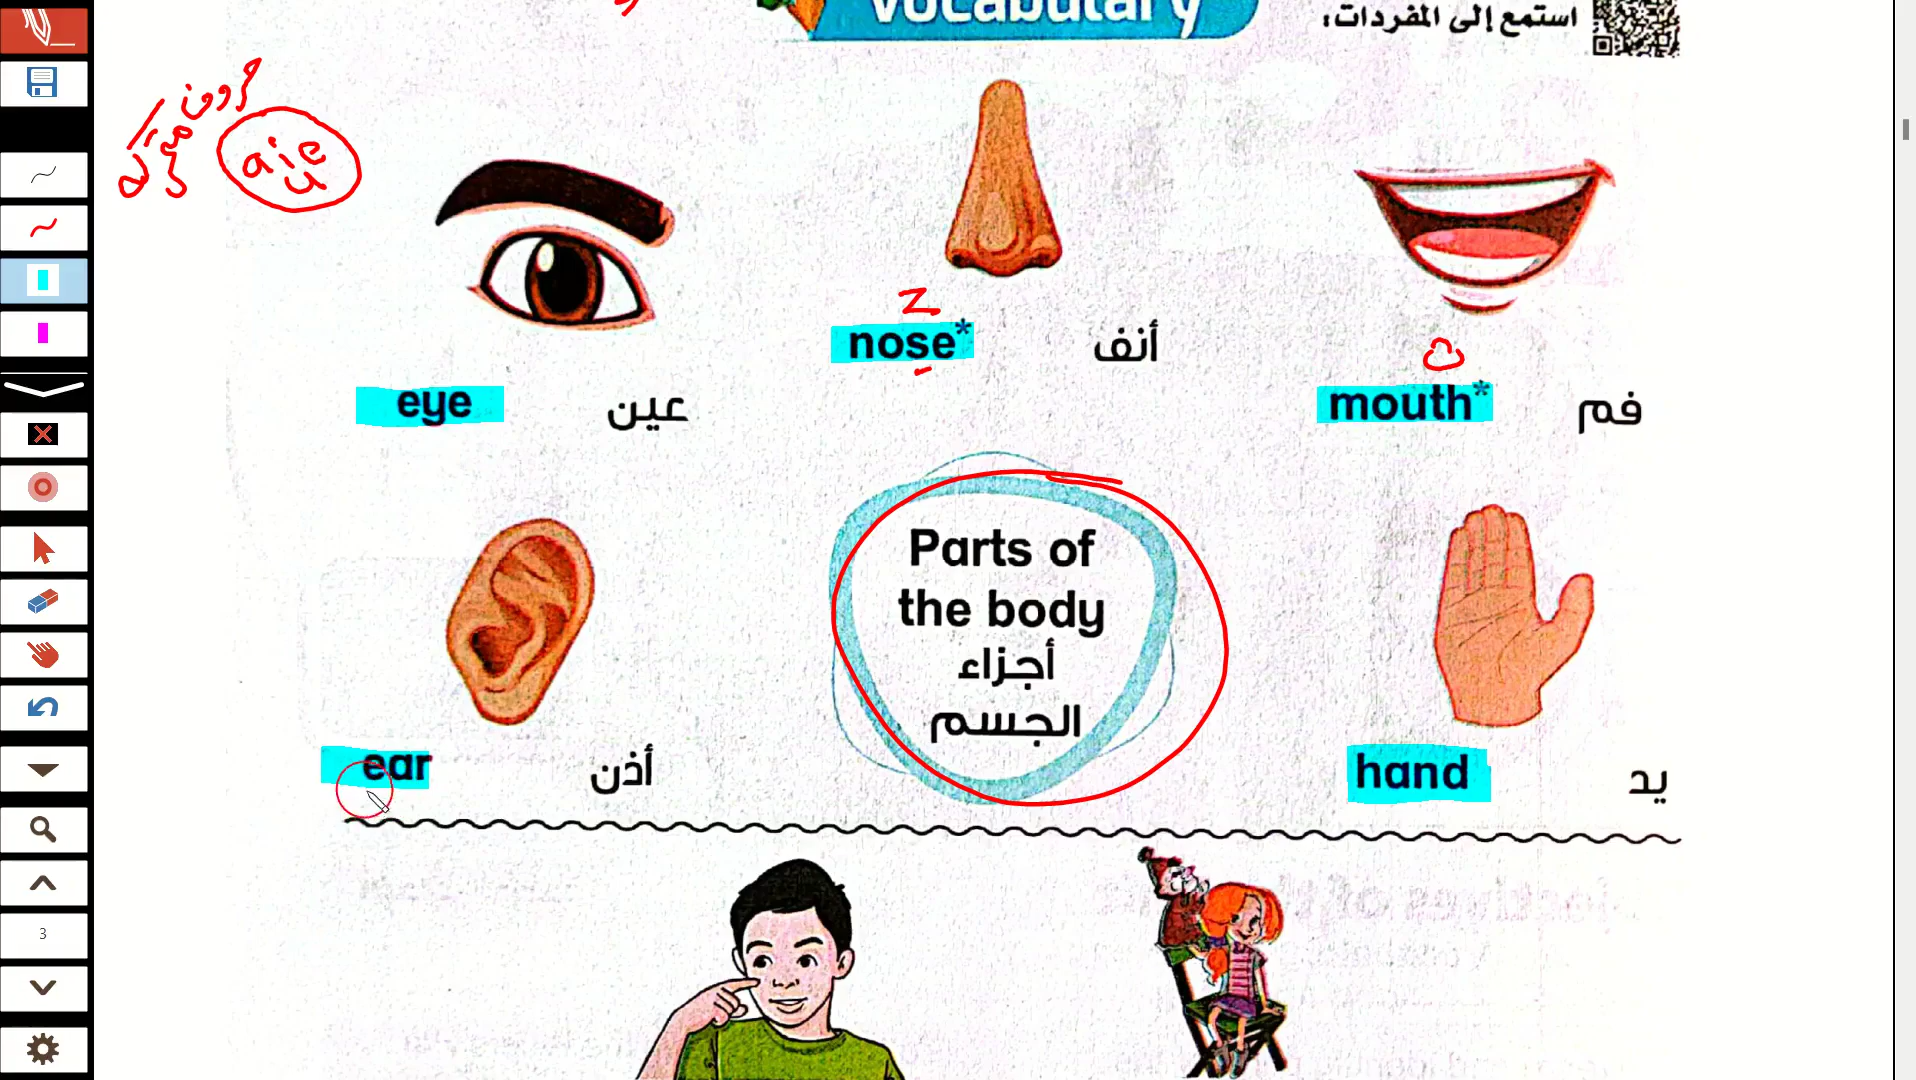 vocabulary
استمع إلى المفردات:
حروف متحركة
a i e
u
z
nose*
أنف
ث
mouth*
فم
eye
عين
Parts of
the body
أجزاء
الجسم
ear
أذن
hand
يد
3